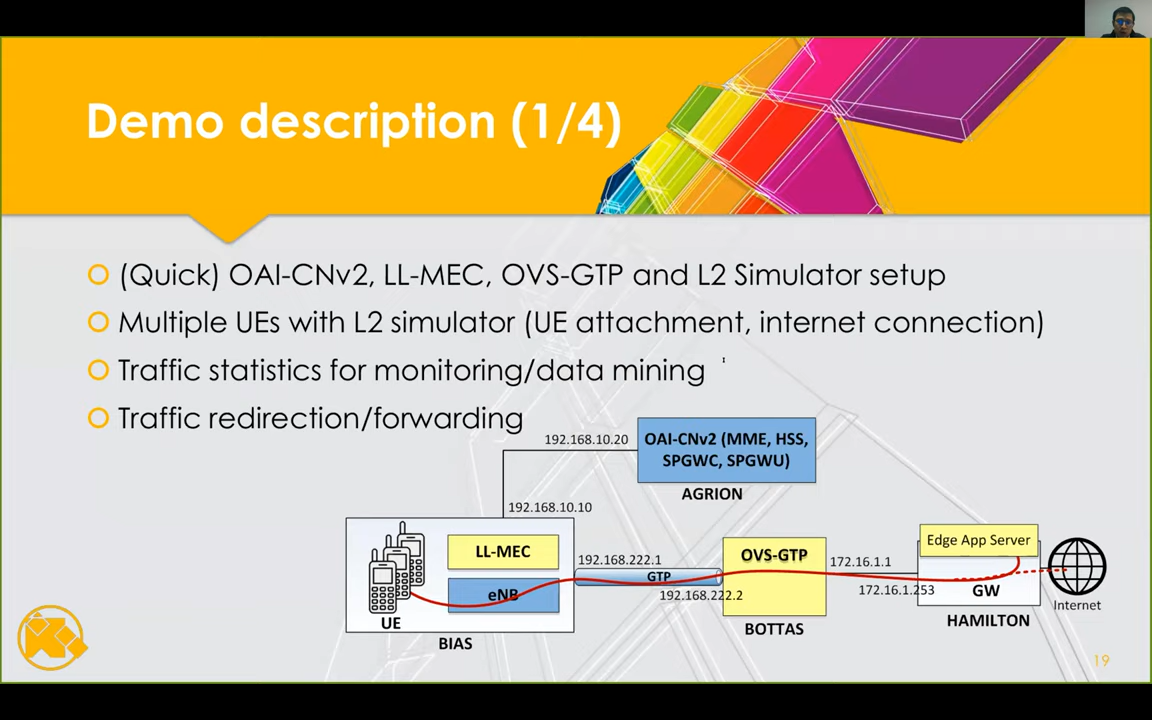 Demo description (1/4)
(Quick) OAI-CNv2, LL-MEC, OVS-GTP and L2 Simulator setup
Multiple UEs with L2 simulator (UE attachment, internet connection)
Traffic statistics for monitoring/data mining
Traffic redirection/forwarding
192.168.10.20
OAI-CNv2 (MME, HSS,
SPGWC, SPGWU)
AGRION
192.168.10.10
LL-MEC
eNB
UE
BIAS
192.168.222.1
GTP
192.168.222.2
OVS-GTP
BOTTAS
172.16.1.1
172.16.1.253
Edge App Server
GW
HAMILTON
Internet
19